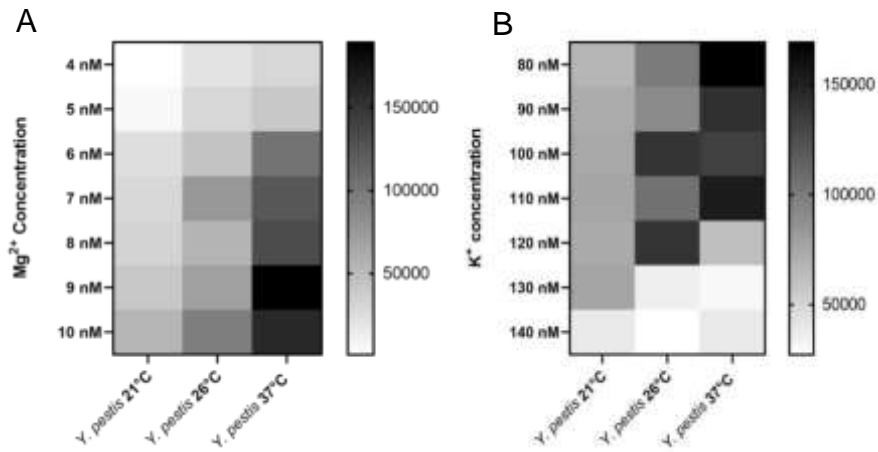 A
Mg2+ Concentration
4 nM
5 nM
6 nM
7 nM
8 nM
9 nM
10 nM
Y. pestis 21°C
Y. pestis 26°C
Y. pestis 37°C
150000
100000
50000
B
K+ concentration
80 nM
90 nM
100 nM
110 nM
120 nM
130 nM
140 nM
Y. pestis 21°C
Y. pestis 26°C
Y. pestis 37°C
150000
100000
50000